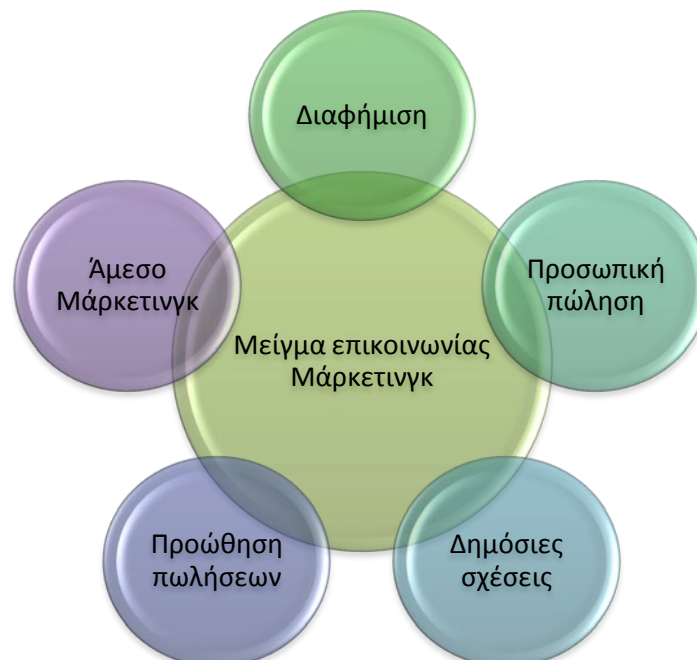 Διαφήμιση
Προσωπική
πώληση
Δημόσιες
σχέσεις
Προώθηση
πωλήσεων
Άμεσο
Μάρκετινγκ
Μείγμα επικοινωνίας
Μάρκετινγκ